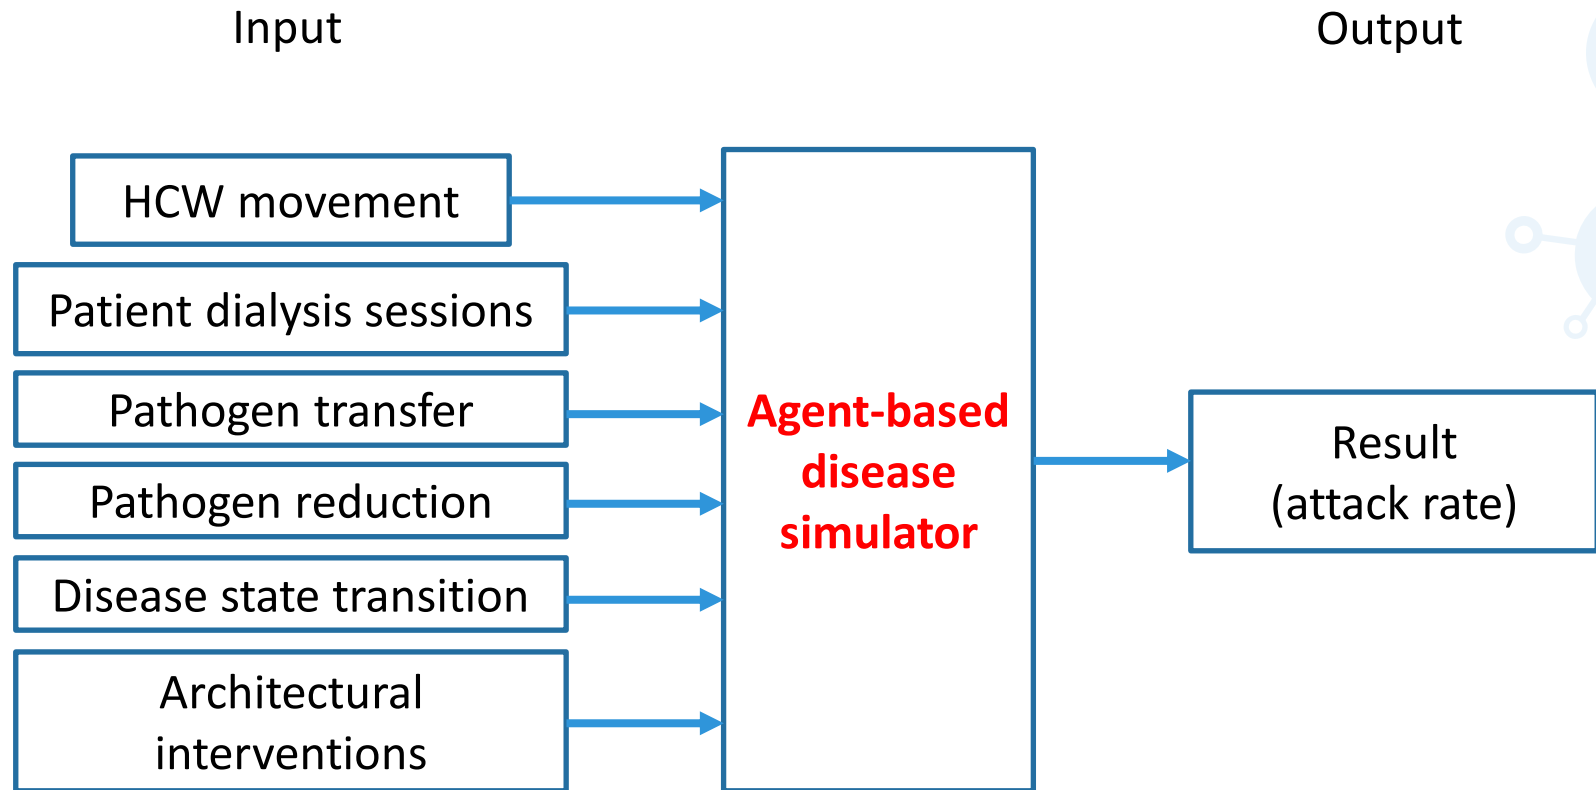 Input
Output
HCW movement
Patient dialysis sessions
Pathogen transfer
Pathogen reduction
Disease state transition
Architectural
interventions
Agent-based
disease
simulator
Result
(attack rate)